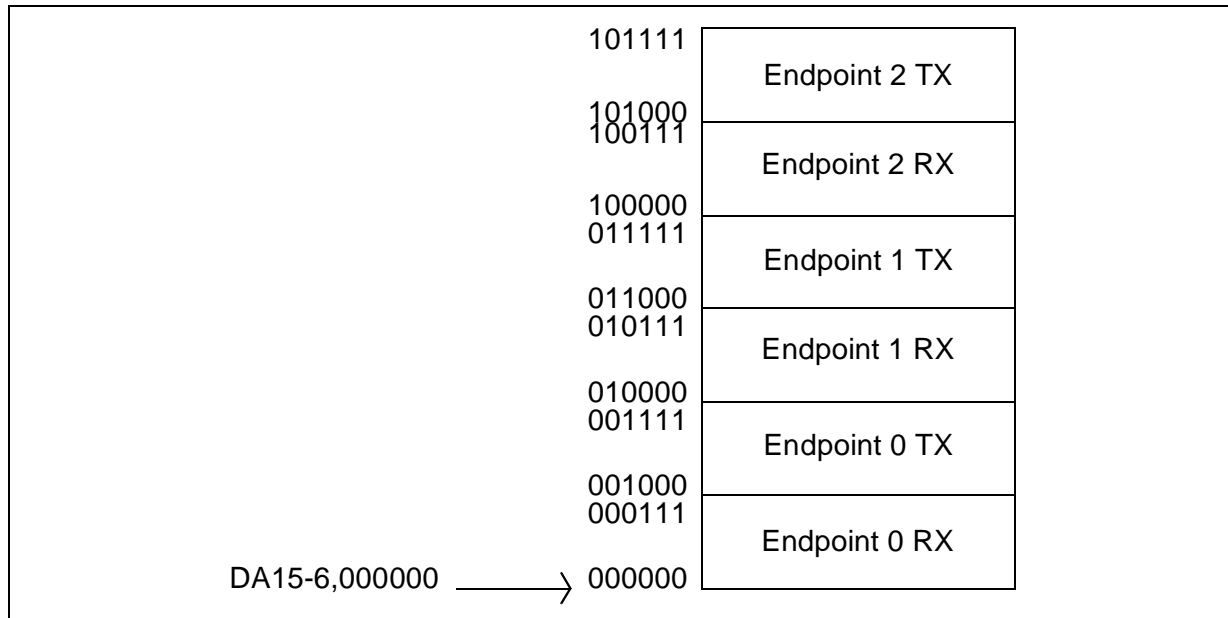 101111
Endpoint 2 TX
101000
100111
Endpoint 2 RX
100000
011111
Endpoint 1 TX
011000
010111
Endpoint 1 RX
010000
001111
Endpoint 0 TX
001000
000111
Endpoint 0 RX
DA15-6,000000 000000